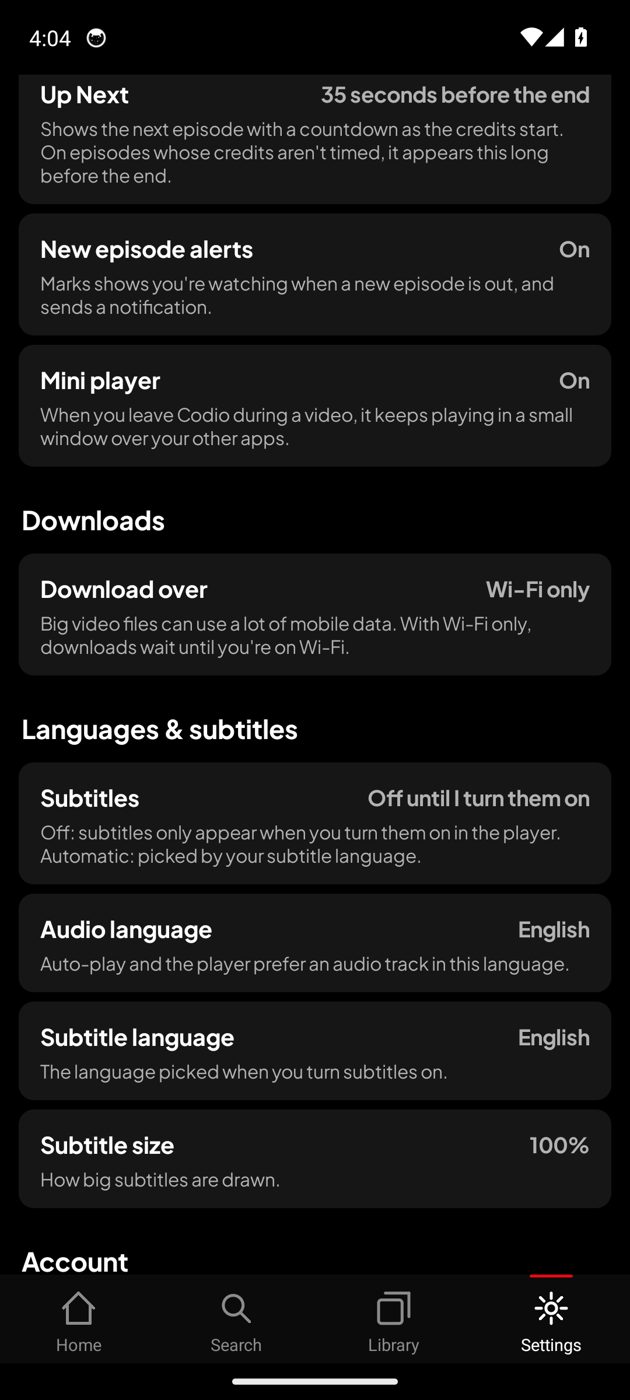 4:04
Up Next 35 seconds before the end
Shows the next episode with a countdown as the credits start.
On episodes whose credits aren't timed, it appears this long
before the end.
New episode alerts On
Marks shows you're watching when a new episode is out, and
sends a notification.
Mini player On
When you leave Codio during a video, it keeps playing in a small
window over your other apps.
Downloads
Download over Wi-Fi only
Big video files can use a lot of mobile data. With Wi-Fi only,
downloads wait until you're on Wi-Fi.
Languages & subtitles
Subtitles Off until I turn them on
Off: subtitles only appear when you turn them on in the player.
Automatic: picked by your subtitle language.
Audio language English
Auto-play and the player prefer an audio track in this language.
Subtitle language English
The language picked when you turn subtitles on.
Subtitle size 100%
How big subtitles are drawn.
Account
Home Search Library Settings